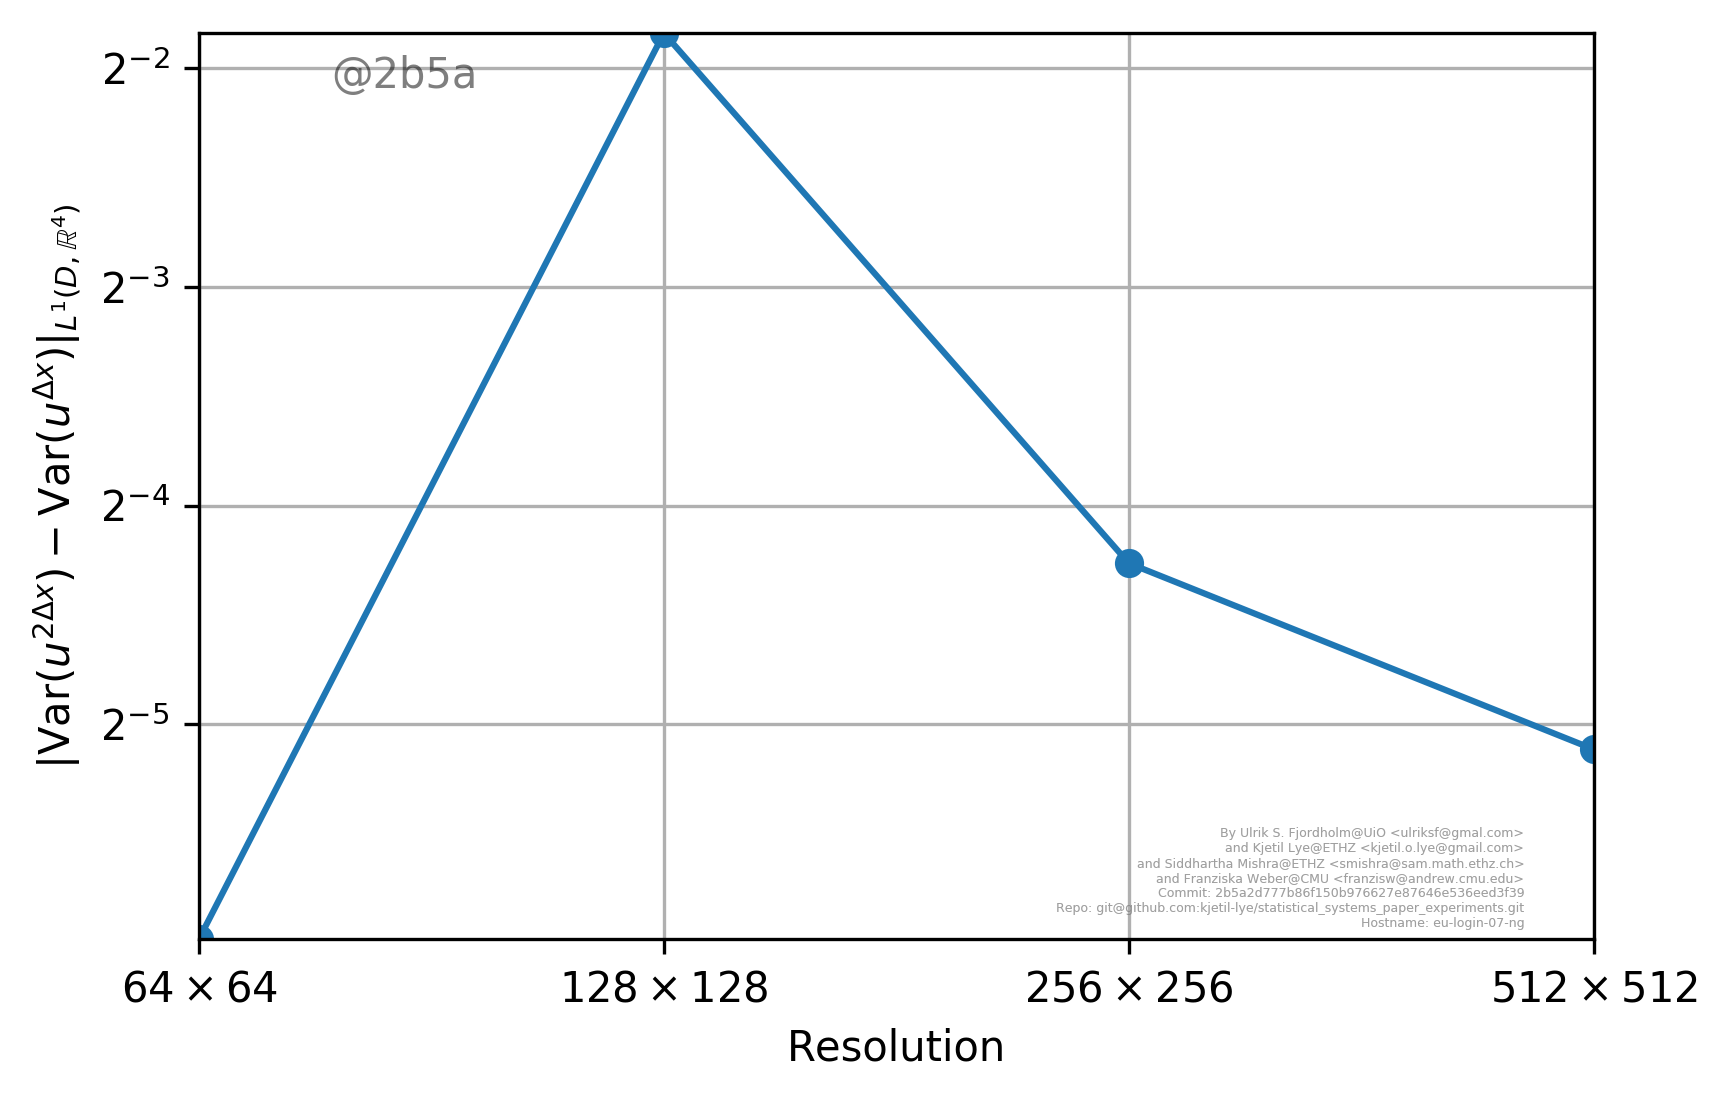 @2b5a
2⁻²
2⁻³
2⁻⁴
2⁻⁵
|Var(u^{2Δx}) − Var(u^{Δx})|_{L¹(D, ℝ⁴)}
By Ulrik S. Fjordholm@UiO <ulriksf@gmal.com>
and Kjetil Lye@ETHZ <kjetil.o.lye@gmail.com>
and Siddhartha Mishra@ETHZ <smishra@sam.math.ethz.ch>
and Franziska Weber@CMU <franzisw@andrew.cmu.edu>
Commit: 2b5a2d777b86f150b976627e87646e536eed3f39
Repo: git@github.com:kjetil-lye/statistical_systems_paper_experiments.git
Hostname: eu-login-07-ng
64 × 64 128 × 128 256 × 256 512 × 512
Resolution